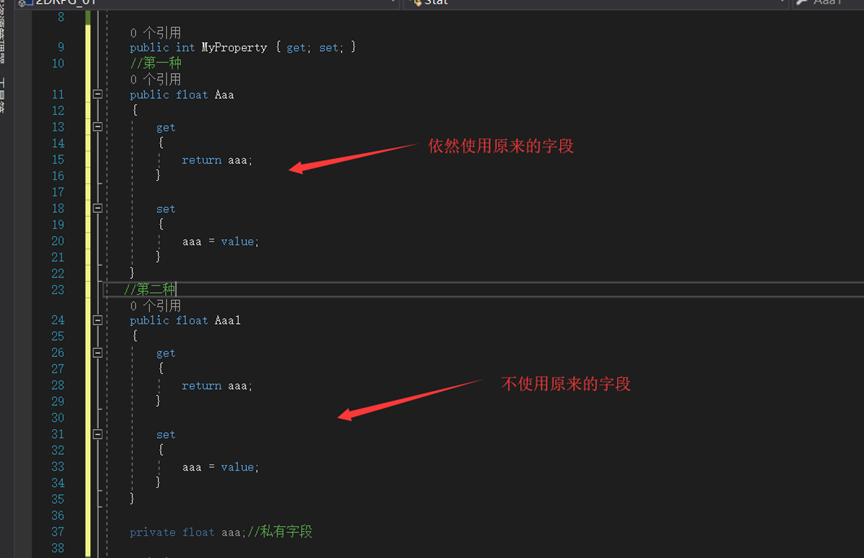 2DRPG_01
Stat
Aaa1
8
0 个引用
9 public int MyProperty { get; set; }
10 //第一种
0 个引用
11 public float Aaa
12 {
13 get
14 {
15 return aaa;
16 }
17
18 set
19 {
20 aaa = value;
21 }
22 }
23 //第二种
0 个引用
24 public float Aaa1
25 {
26 get
27 {
28 return aaa;
29 }
30
31 set
32 {
33 aaa = value;
34 }
35 }
36
37 private float aaa;//私有字段
38
依然使用原来的字段
不使用原来的字段